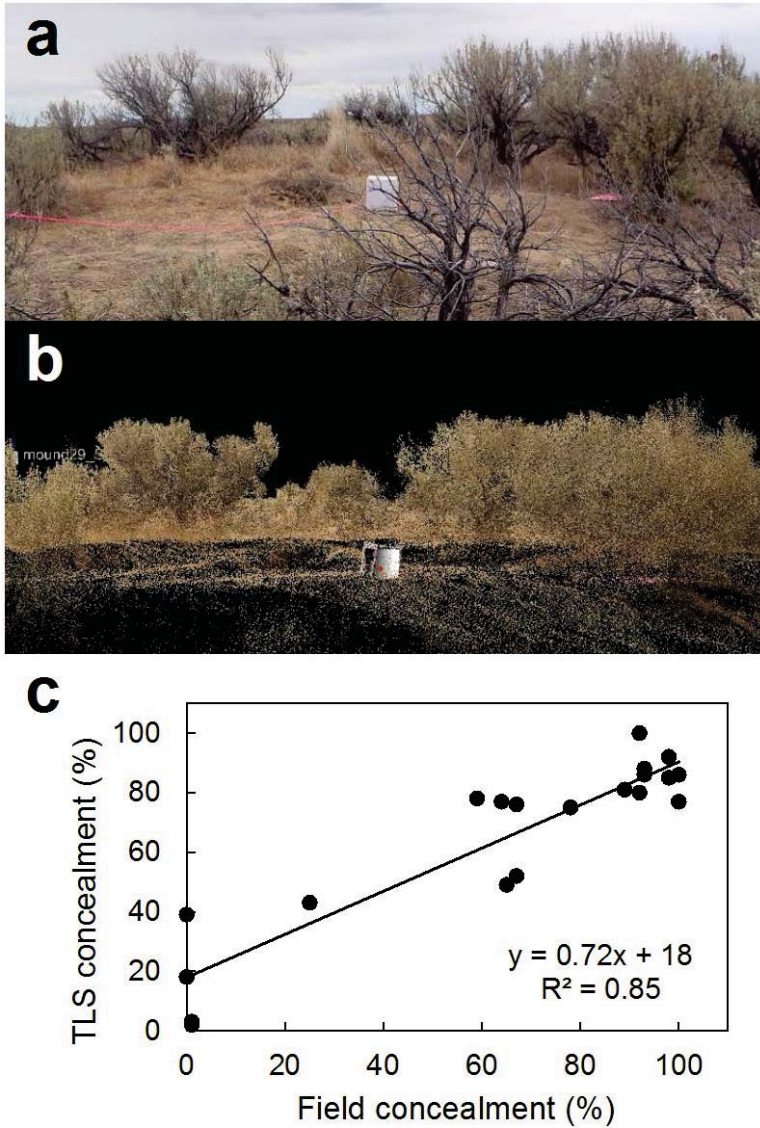 a
b
mound29_
c
100
80
60
40
20
0
TLS concealment (%)
y = 0.72x + 18
R² = 0.85
0 20 40 60 80 100
Field concealment (%)